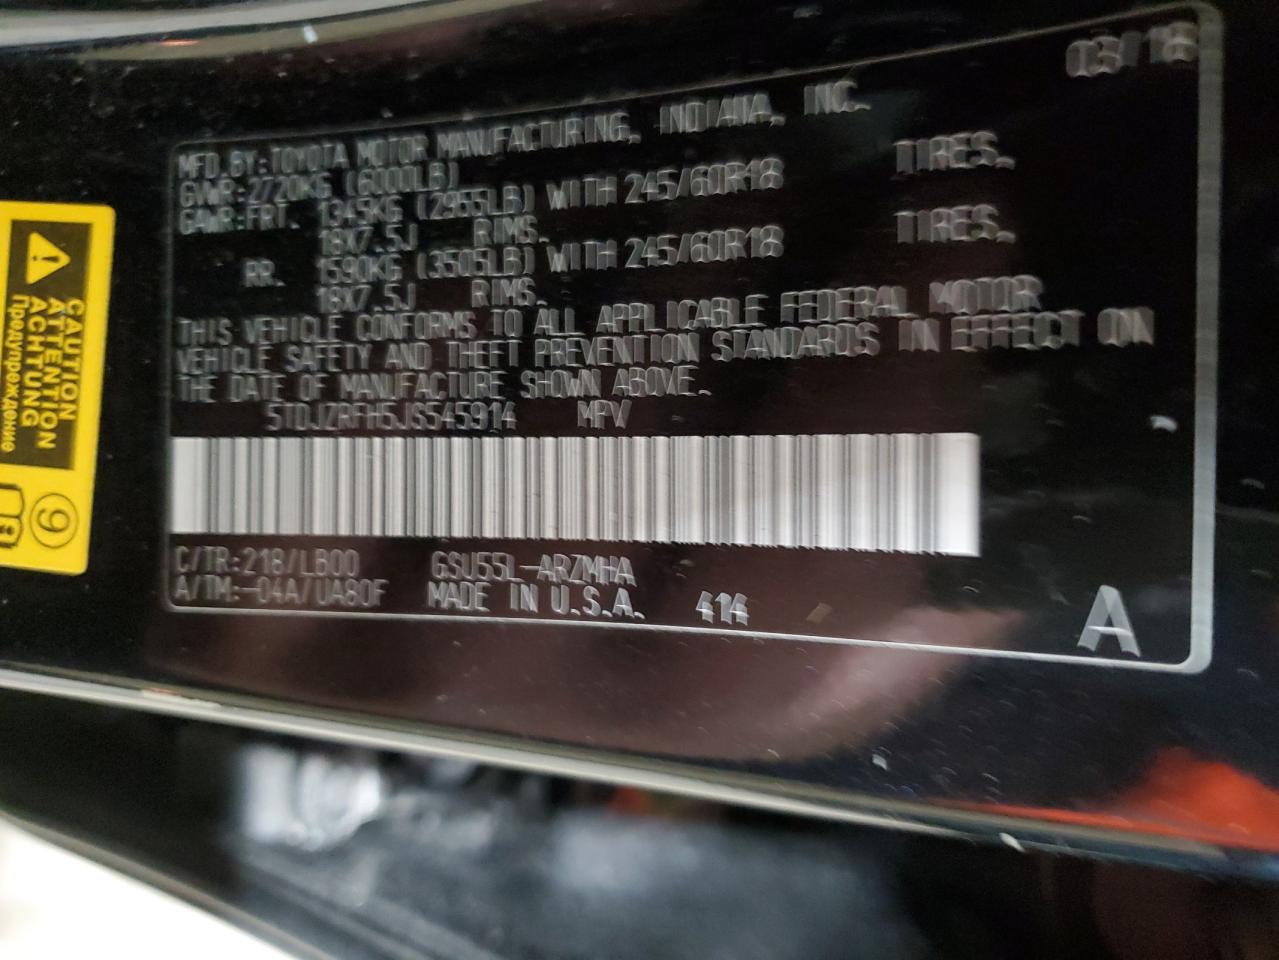 03/18
MFD.BY:TOYOTA MOTOR MANUFACTURING, INDIANA, INC.
GVWR:2720KG (6000LB)
GAWR:FRT. 1345KG (2955LB) WITH 245/60R18 TIRES.
18X7.5J RIMS.
RR. 1590KG (3505LB) WITH 245/60R18 TIRES.
18X7.5J RIMS.
THIS VEHICLE CONFORMS TO ALL APPLICABLE FEDERAL MOTOR
VEHICLE SAFETY AND THEFT PREVENTION STANDARDS IN EFFECT ON
THE DATE OF MANUFACTURE SHOWN ABOVE.
5TDJZRFH5JS545914 MPV
C/TR:218/LB00 GSU55L-ARZMHA
A/TM:-04A/UA80F MADE IN U.S.A. 414
A
CAUTION
ATTENTION
ACHTUNG
Предупреждение
9